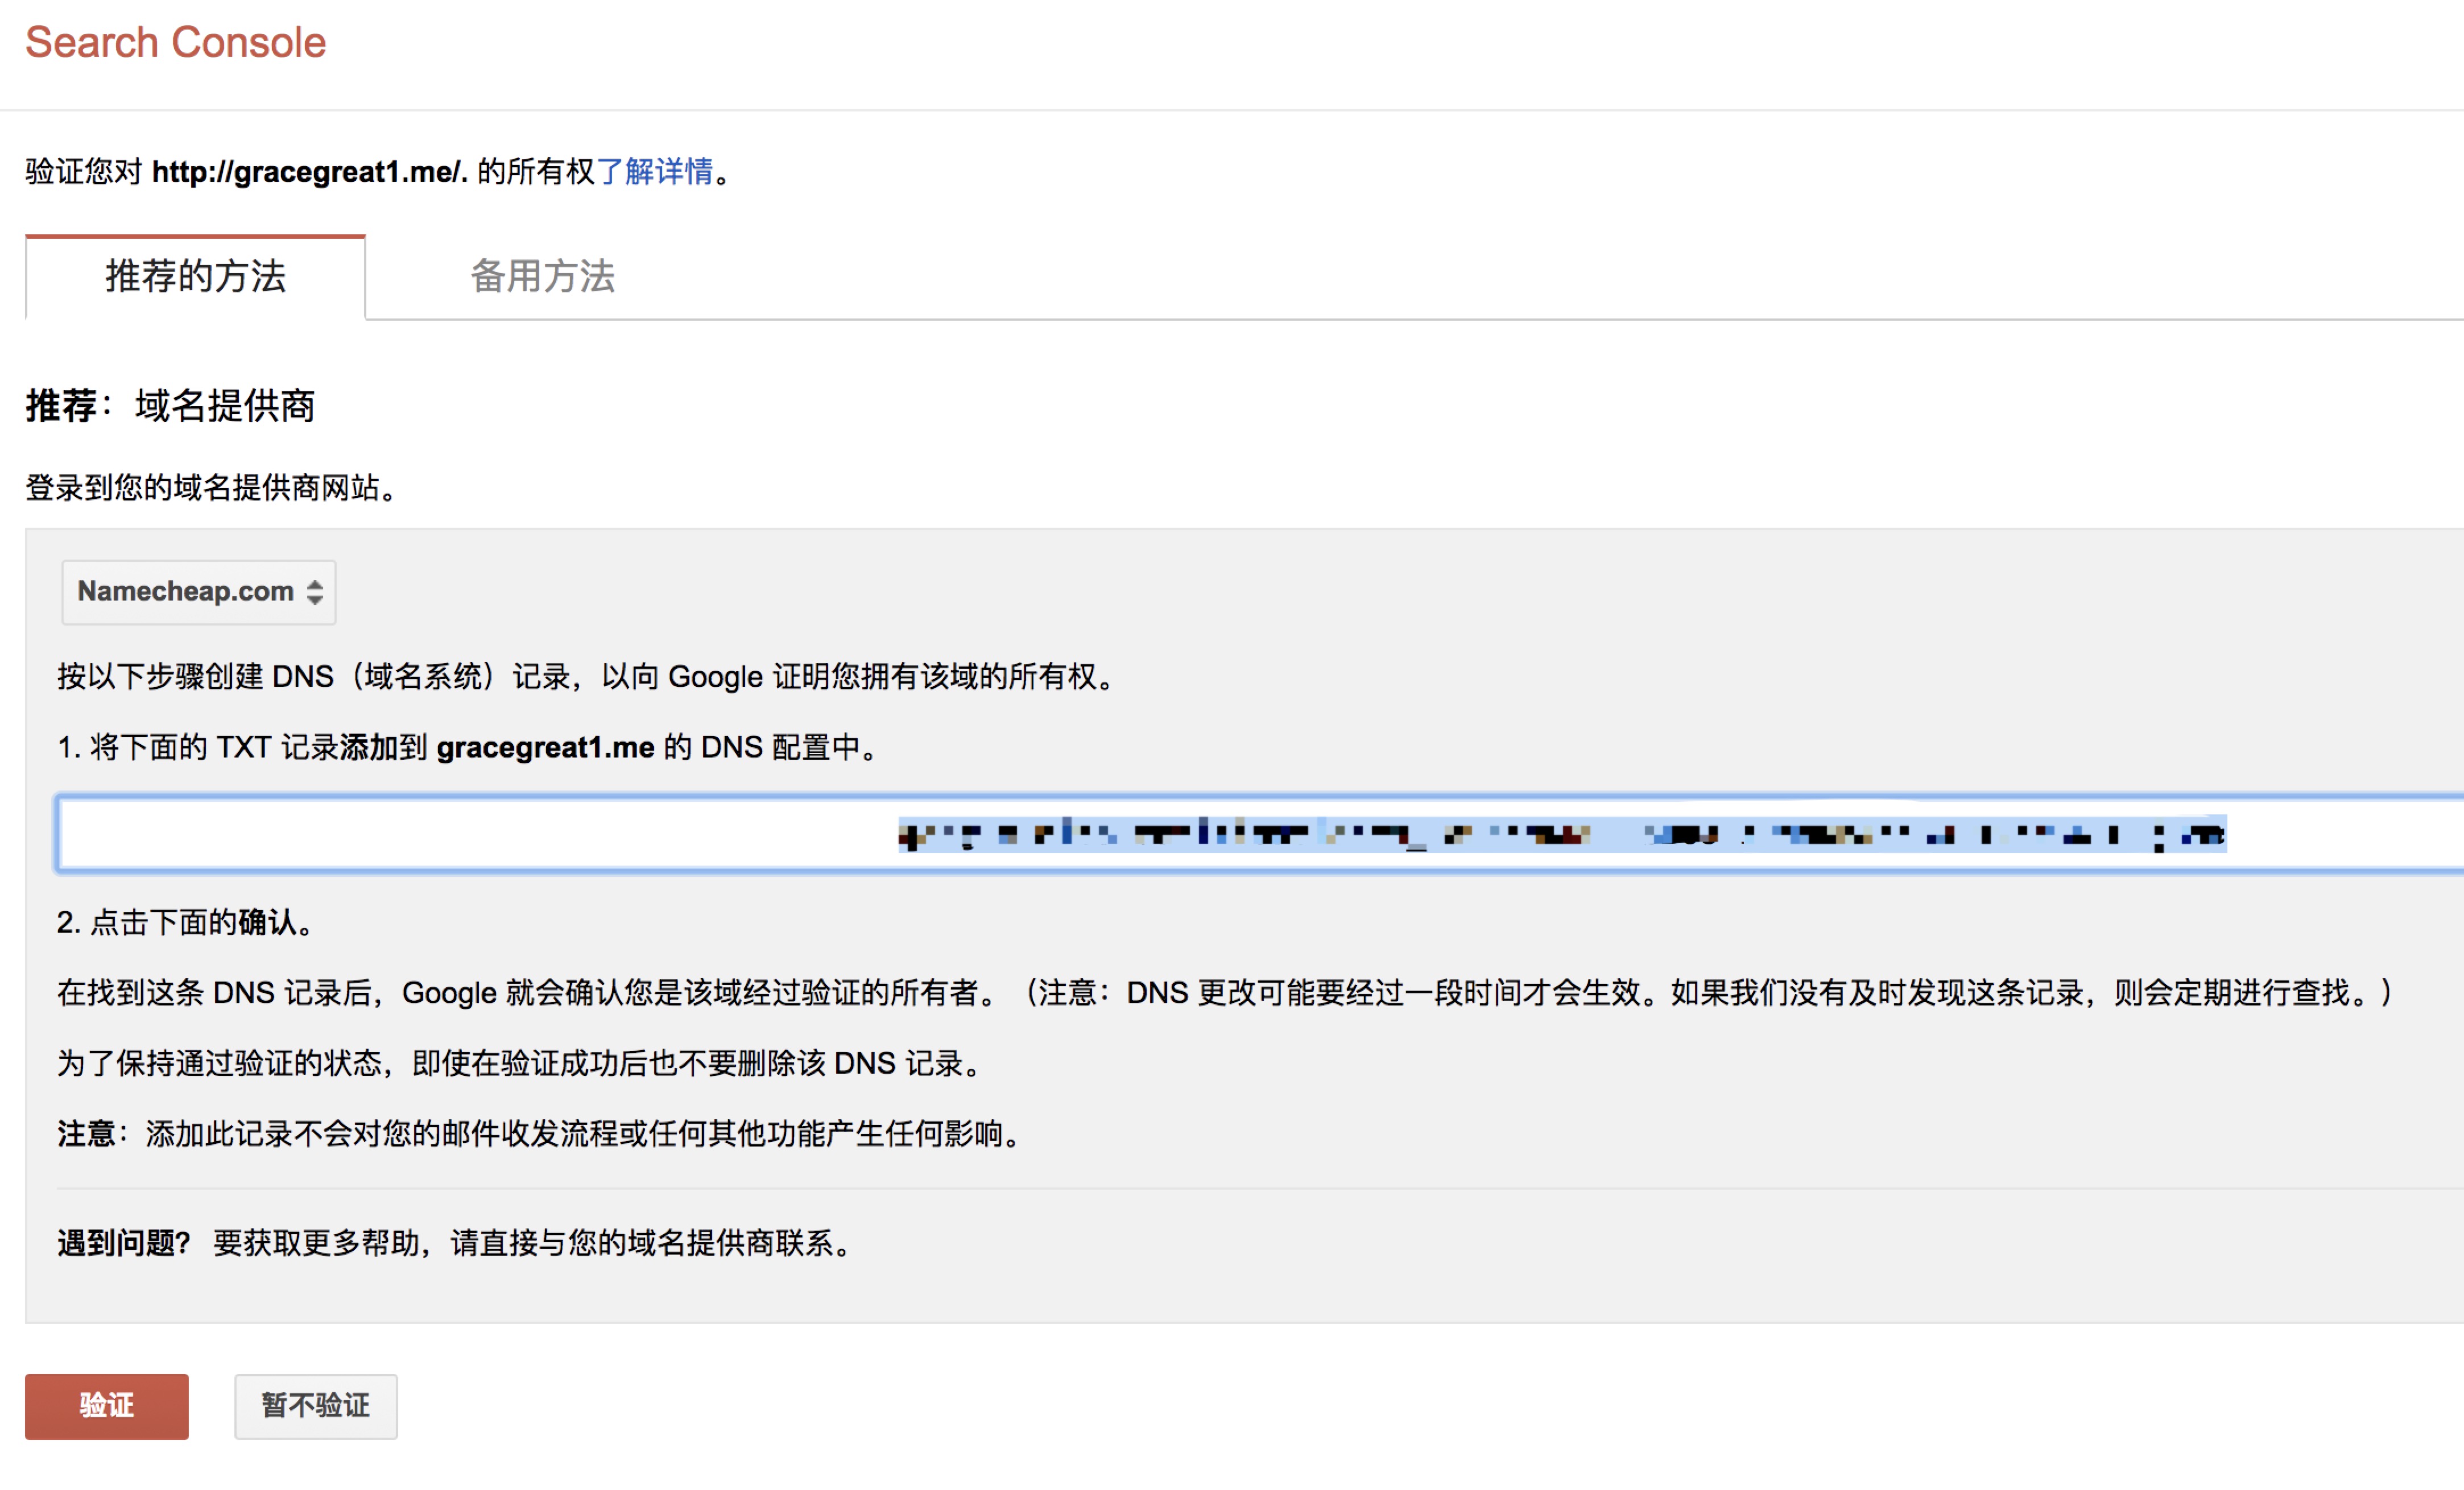 Search Console
验证您对 http://gracegreat1.me/. 的所有权了解详情。
推荐的方法
备用方法
推荐：域名提供商
登录到您的域名提供商网站。
Namecheap.com
按以下步骤创建 DNS（域名系统）记录，以向 Google 证明您拥有该域的所有权。
1. 将下面的 TXT 记录添加到 gracegreat1.me 的 DNS 配置中。
2. 点击下面的确认。
在找到这条 DNS 记录后，Google 就会确认您是该域经过验证的所有者。（注意：DNS 更改可能要经过一段时间才会生效。如果我们没有及时发现这条记录，则会定期进行查找。）
为了保持通过验证的状态，即使在验证成功后也不要删除该 DNS 记录。
注意：添加此记录不会对您的邮件收发流程或任何其他功能产生任何影响。
遇到问题？ 要获取更多帮助，请直接与您的域名提供商联系。
验证
暂不验证